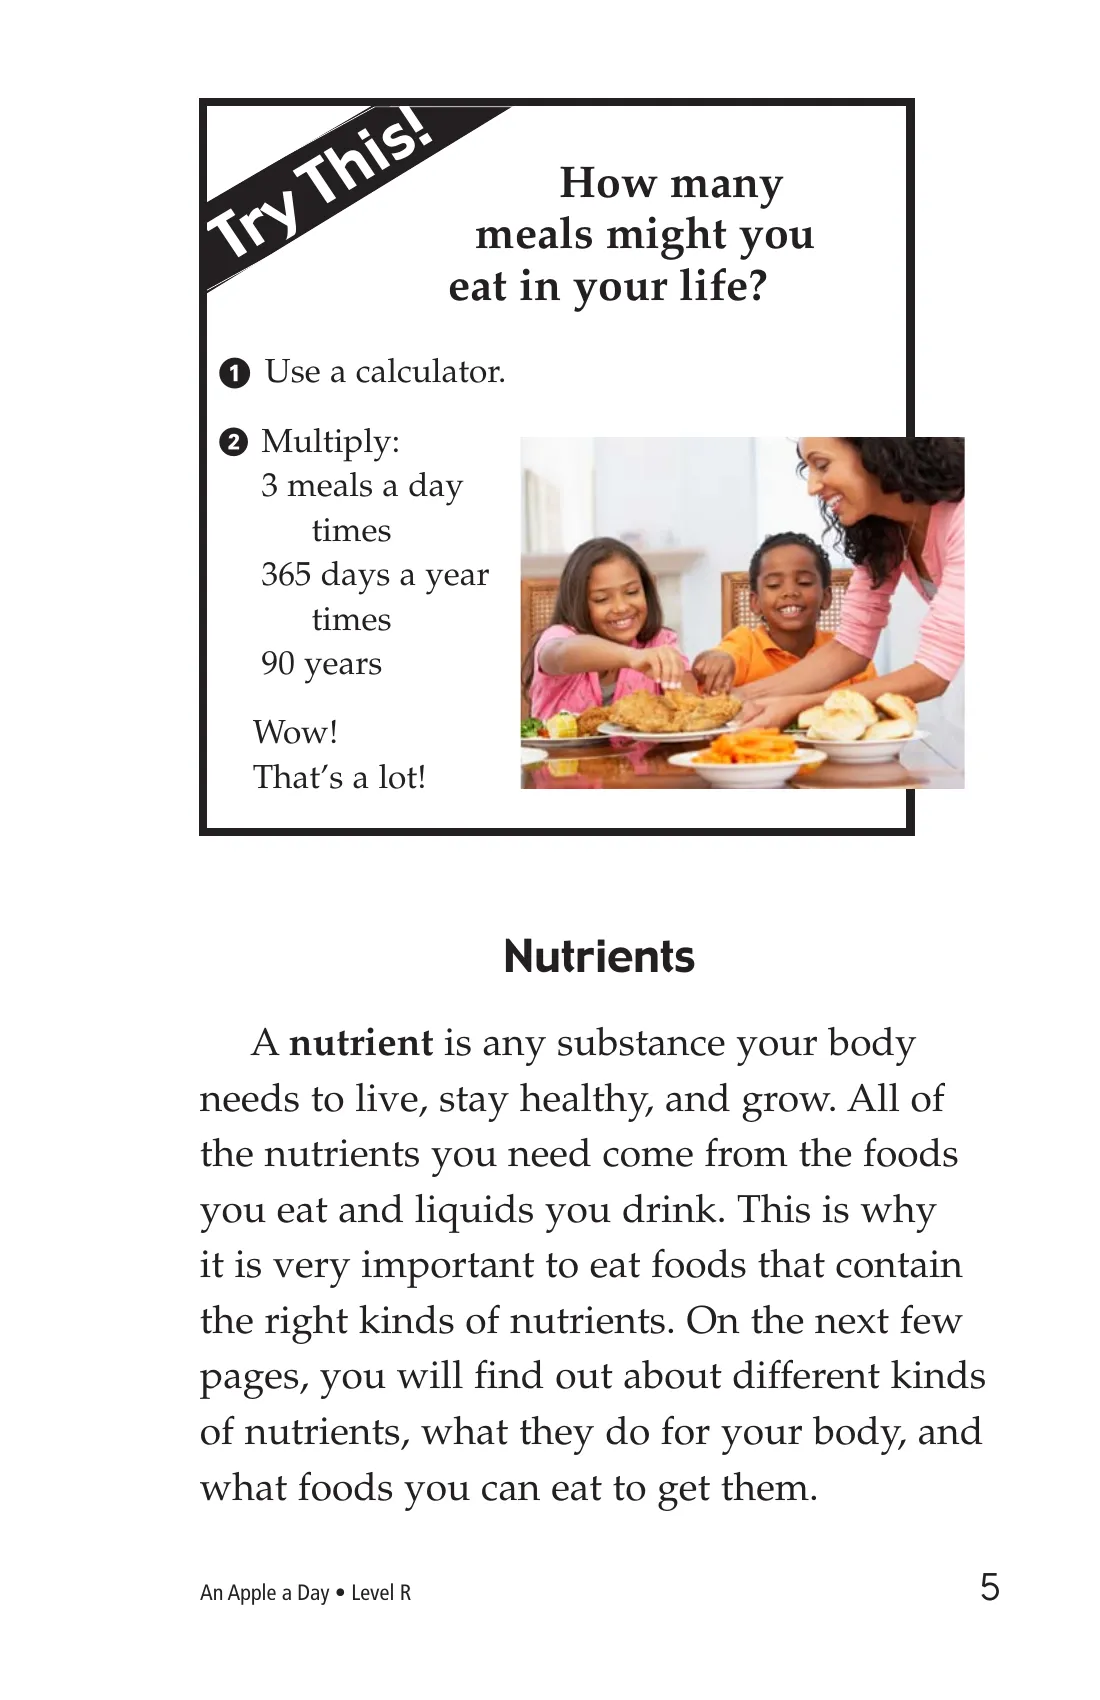 Try This!
How many
meals might you
eat in your life?
1 Use a calculator.
2 Multiply:
3 meals a day
times
365 days a year
times
90 years
Wow!
That’s a lot!
Nutrients
A nutrient is any substance your body
needs to live, stay healthy, and grow. All of
the nutrients you need come from the foods
you eat and liquids you drink. This is why
it is very important to eat foods that contain
the right kinds of nutrients. On the next few
pages, you will find out about different kinds
of nutrients, what they do for your body, and
what foods you can eat to get them.
An Apple a Day • Level R
5